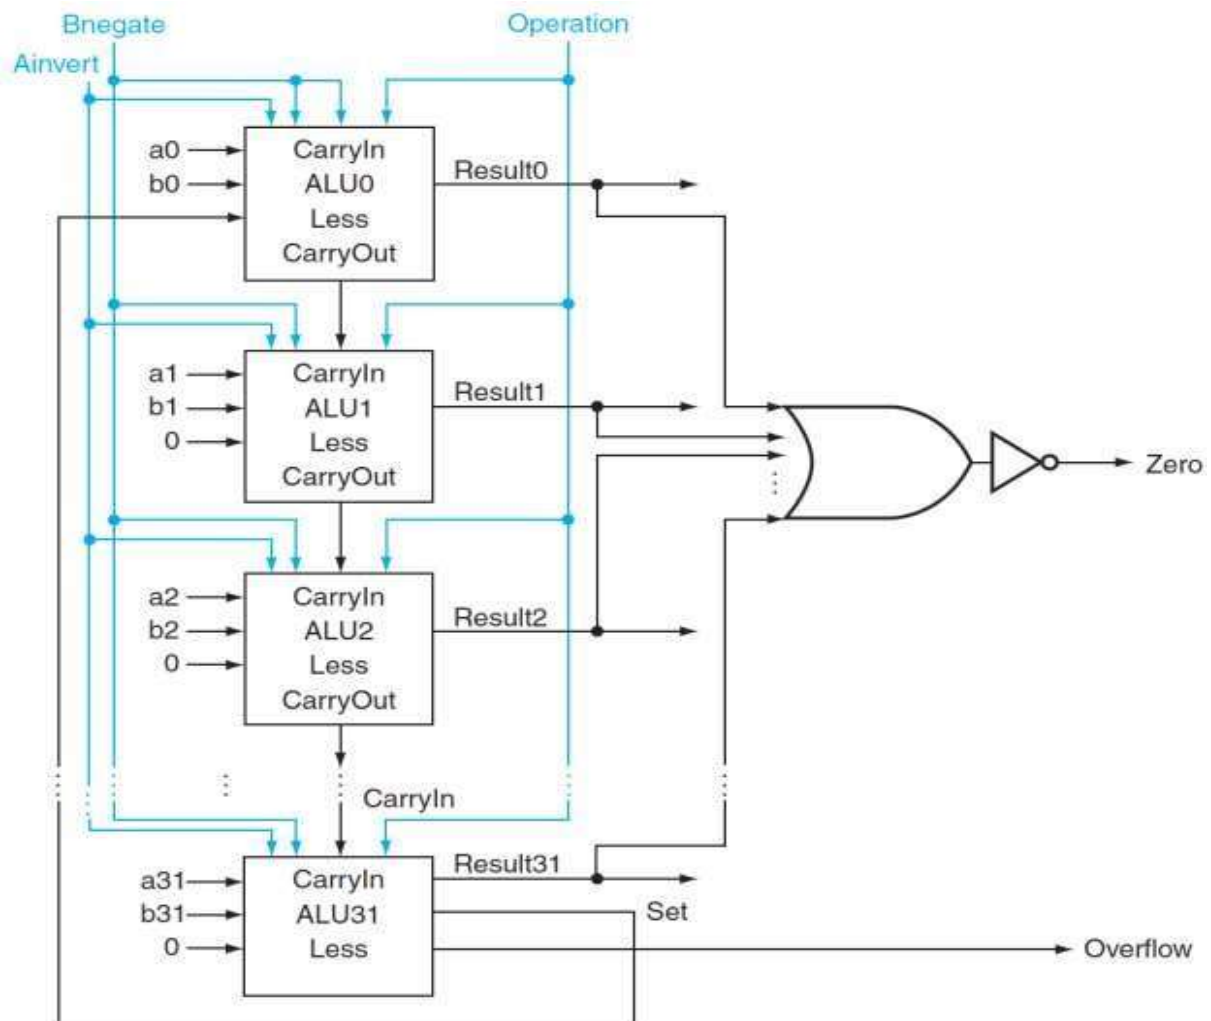 Bnegate
Operation
Ainvert
a0
CarryIn
b0
ALU0
Result0
Less
CarryOut
a1
CarryIn
b1
ALU1
Result1
0
Less
CarryOut
Zero
a2
CarryIn
b2
ALU2
Result2
0
Less
CarryOut
CarryIn
a31
CarryIn
Result31
b31
ALU31
Set
0
Less
Overflow